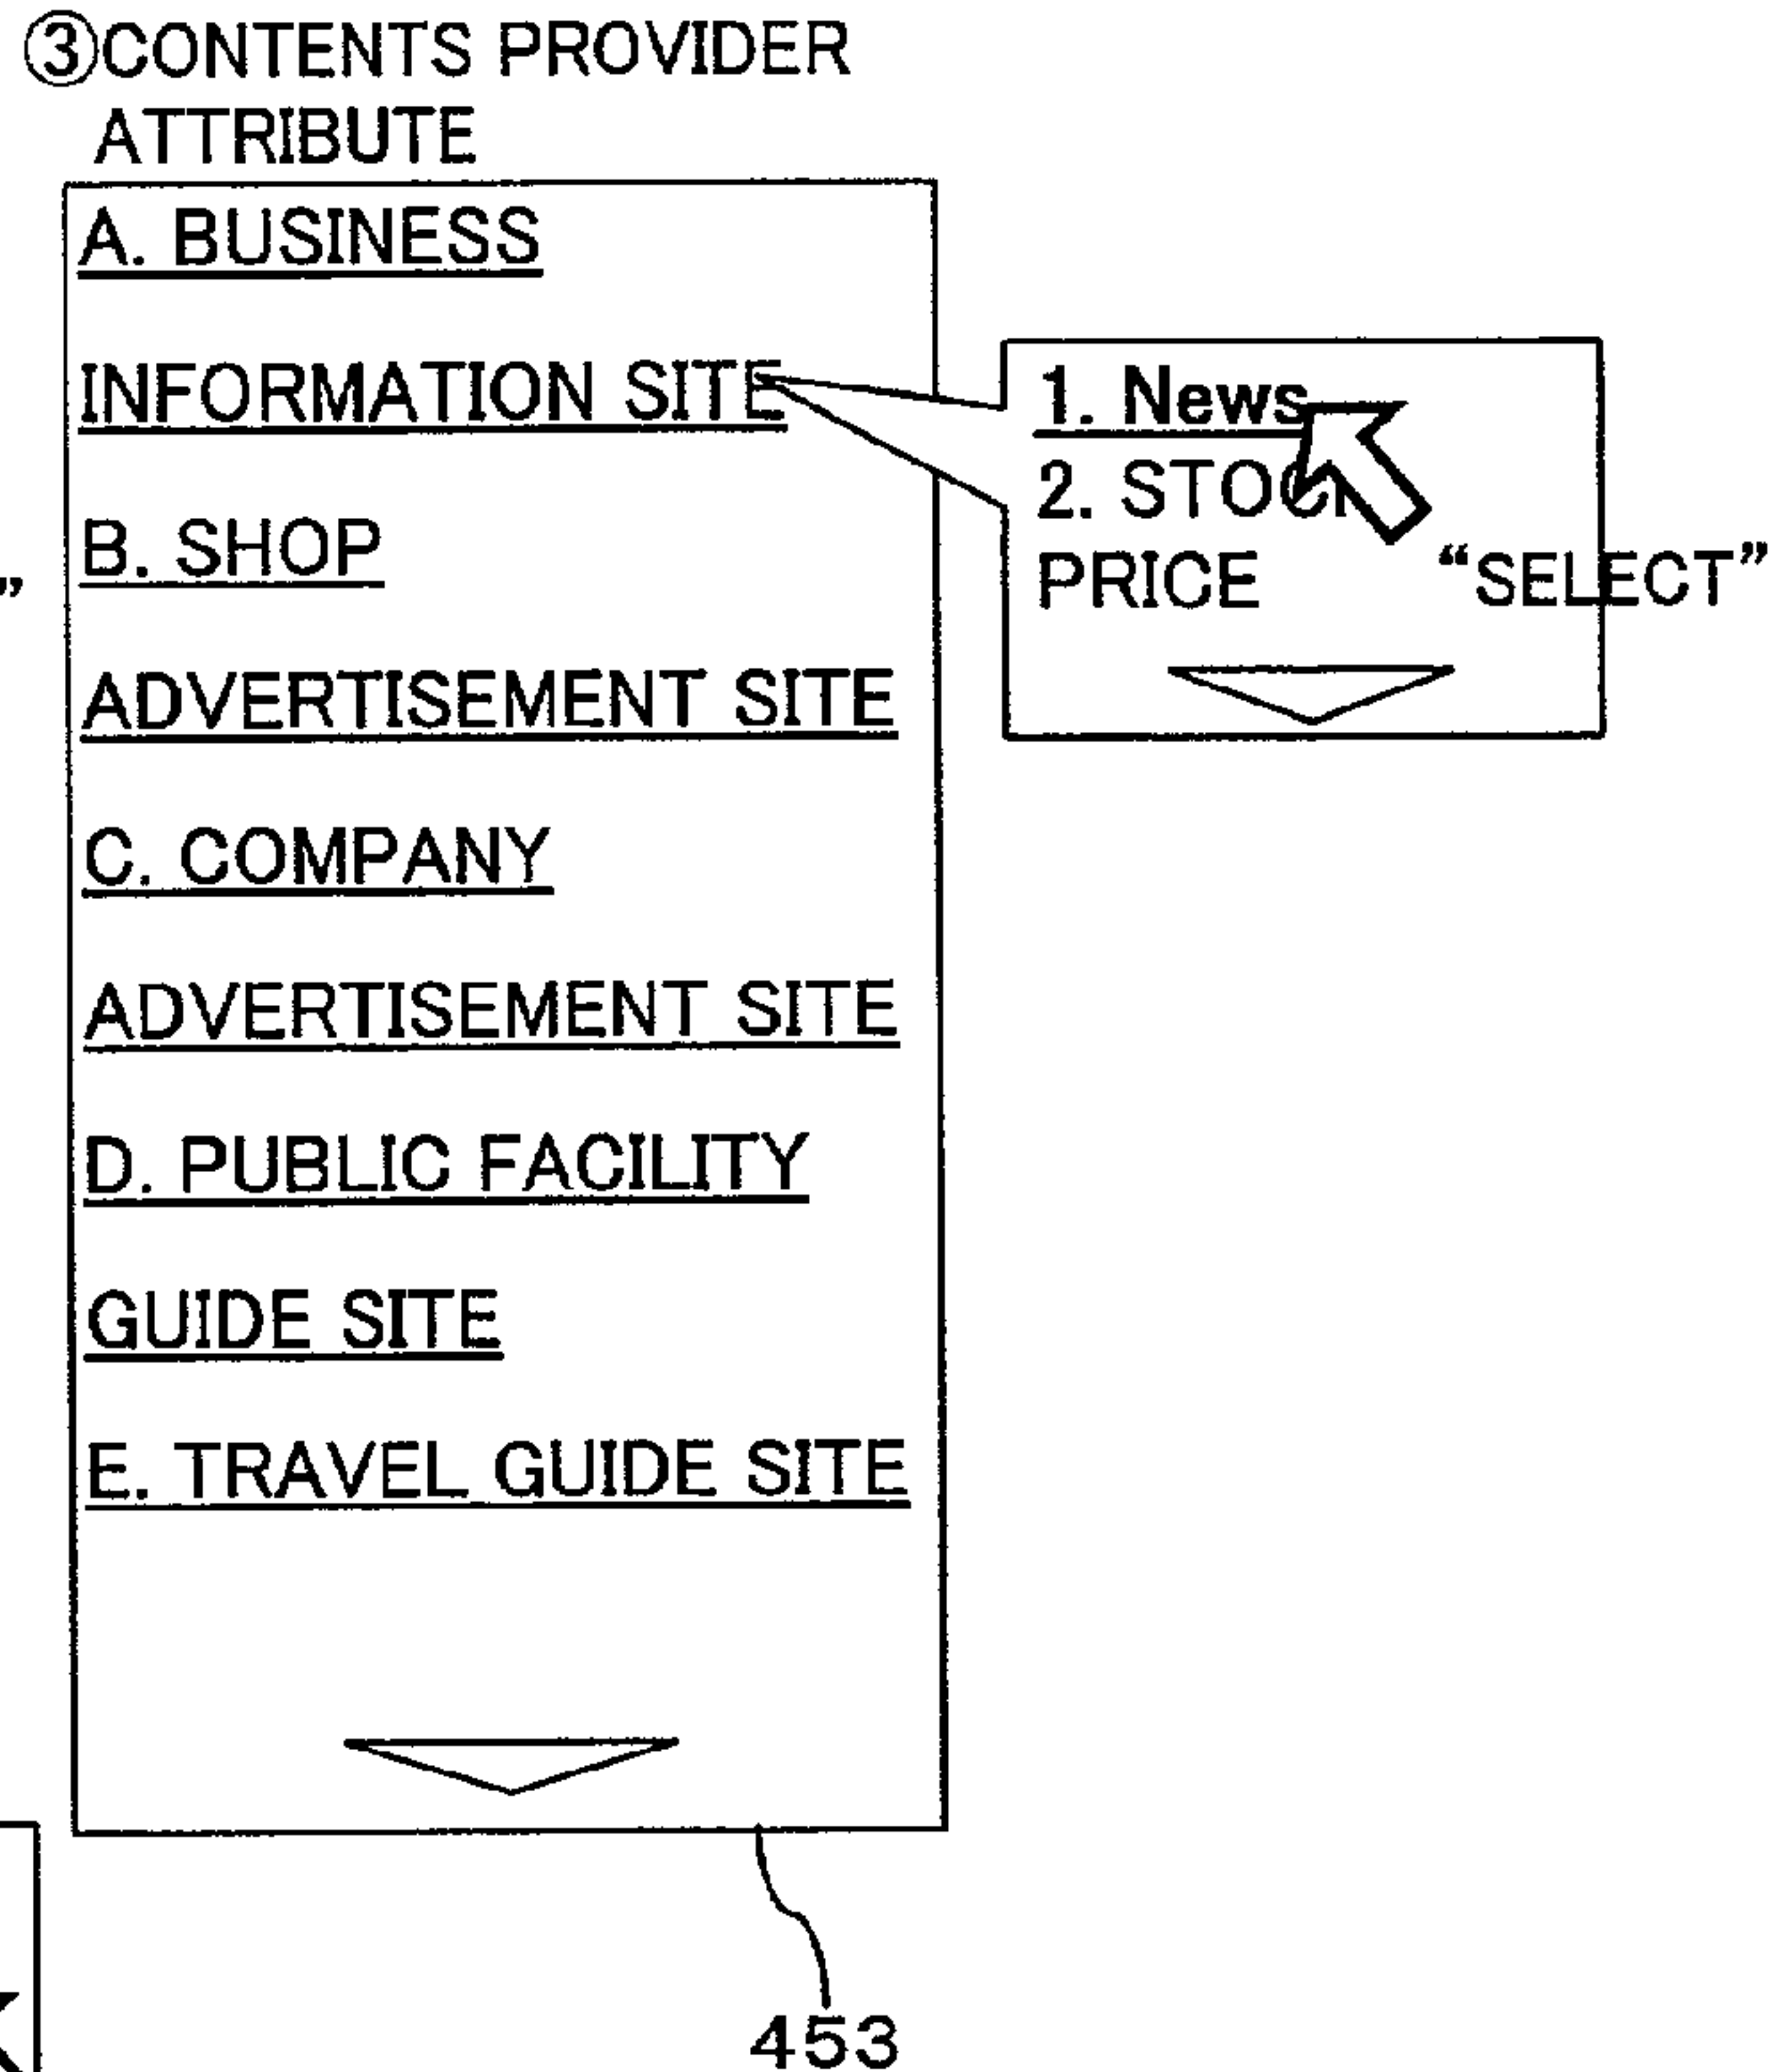 ③CONTENTS PROVIDER
ATTRIBUTE
A. BUSINESS
INFORMATION SITE
B. SHOP
ADVERTISEMENT SITE
C. COMPANY
ADVERTISEMENT SITE
D. PUBLIC FACILITY
GUIDE SITE
E. TRAVEL GUIDE SITE
1. News
2. STOCK
PRICE
“SELECT”
”
453